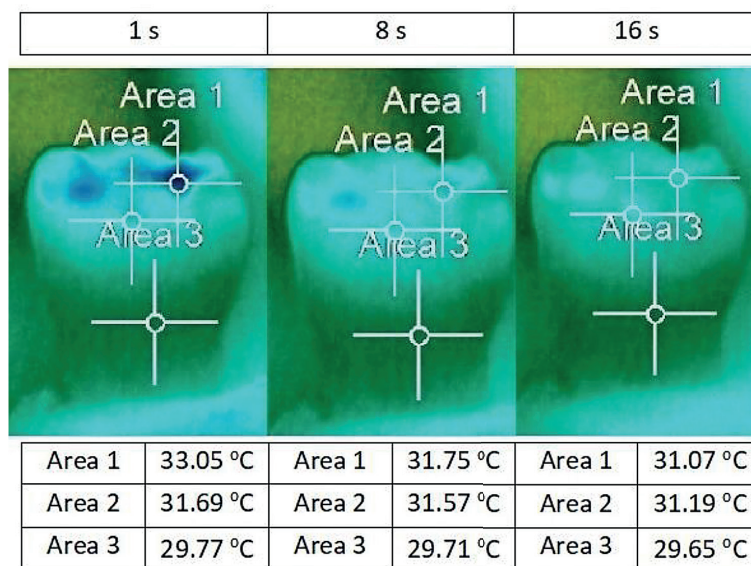 1 s 8 s 16 s
Area 1 Area 1 Area 1
Area 2 Area 2 Area 2
Area 3 Area 3 Area 3
Area 1 33.05 °C Area 1 31.75 °C Area 1 31.07 °C
Area 2 31.69 °C Area 2 31.57 °C Area 2 31.19 °C
Area 3 29.77 °C Area 3 29.71 °C Area 3 29.65 °C